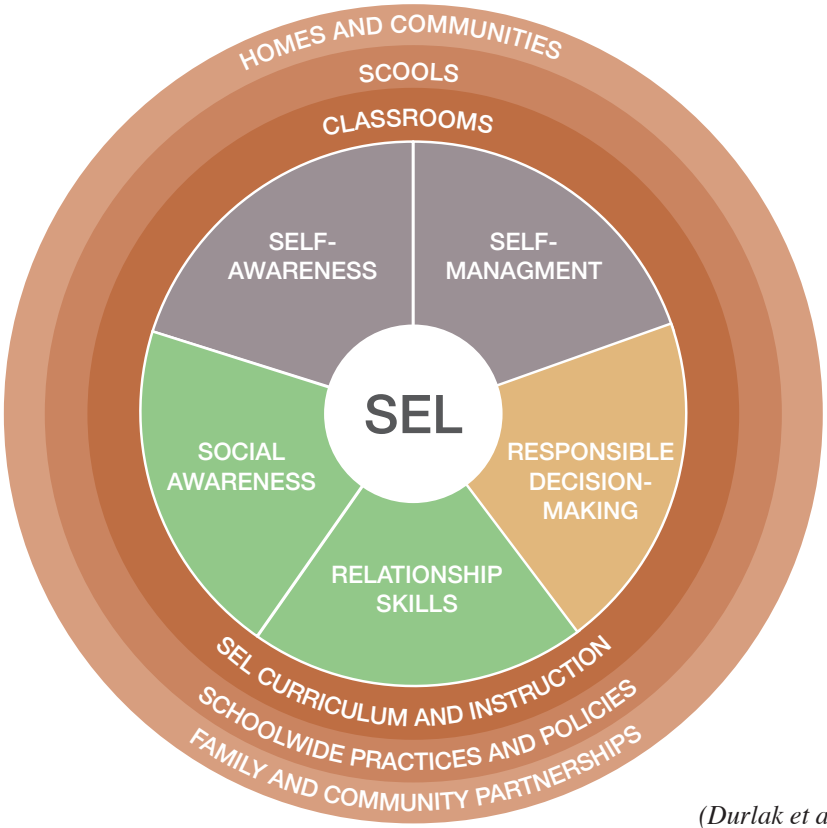 HOMES AND COMMUNITIES
SCOOLS
CLASSROOMS
SELF-
AWARENESS
SELF-
MANAGMENT
SEL
SOCIAL
AWARENESS
RESPONSIBLE
DECISION-
MAKING
RELATIONSHIP
SKILLS
SEL CURRICULUM AND INSTRUCTION
SCHOOLWIDE PRACTICES AND POLICIES
FAMILY AND COMMUNITY PARTNERSHIPS
(Durlak et a